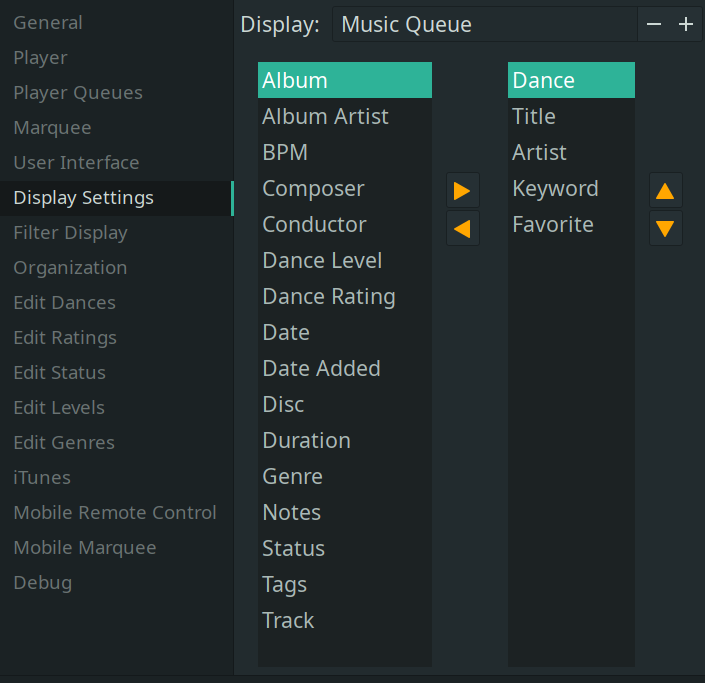 General
Player
Player Queues
Marquee
User Interface
Display Settings
Filter Display
Organization
Edit Dances
Edit Ratings
Edit Status
Edit Levels
Edit Genres
iTunes
Mobile Remote Control
Mobile Marquee
Debug
Display: Music Queue
Album
Album Artist
BPM
Composer
Conductor
Dance Level
Dance Rating
Date
Date Added
Disc
Duration
Genre
Notes
Status
Tags
Track
Dance
Title
Artist
Keyword
Favorite